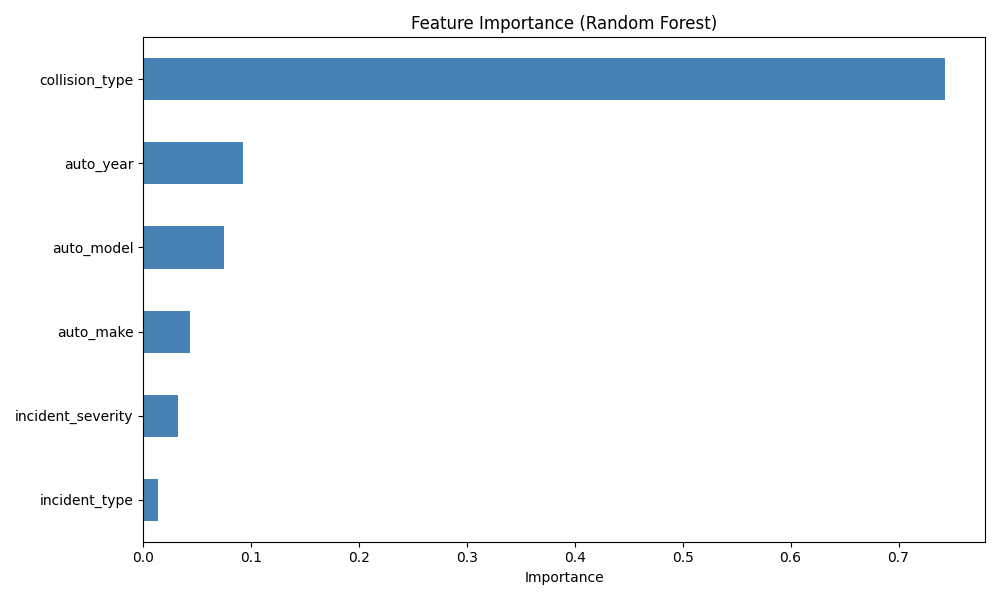 Feature Importance (Random Forest)
collision_type
auto_year
auto_model
auto_make
incident_severity
incident_type
0.0 0.1 0.2 0.3 0.4 0.5 0.6 0.7
Importance